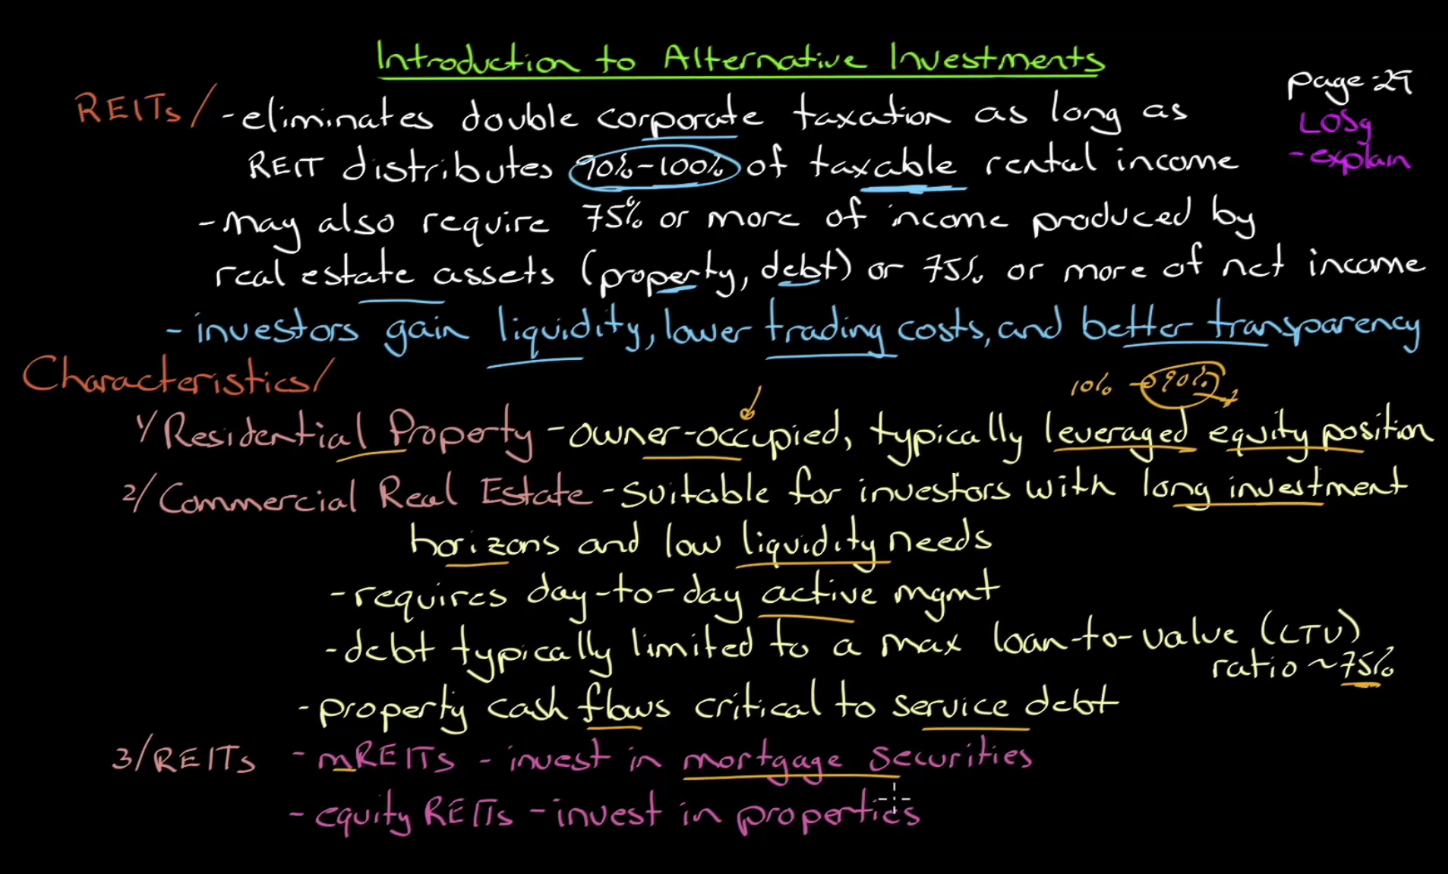 Introduction to Alternative Investments
page-29
LOSg
- explain
REITs/ - eliminates double corporate taxation as long as
REIT distributes 90%-100% of taxable rental income
- may also require 75% or more of income produced by
real estate assets (property, debt) or 75% or more of net income
- investors gain liquidity, lower trading costs, and better transparency
Characteristics/
10% → 90%
1/ Residential Property - owner-occupied, typically leveraged equity position
2/ Commercial Real Estate - suitable for investors with long investment
horizons and low liquidity needs
- requires day-to-day active mgmt
- debt typically limited to a max loan-to-value (LTV)
ratio ~75%
- property cash flows critical to service debt
3/ REITs - mREITs - invest in mortgage securities
- equity REITs - invest in properties